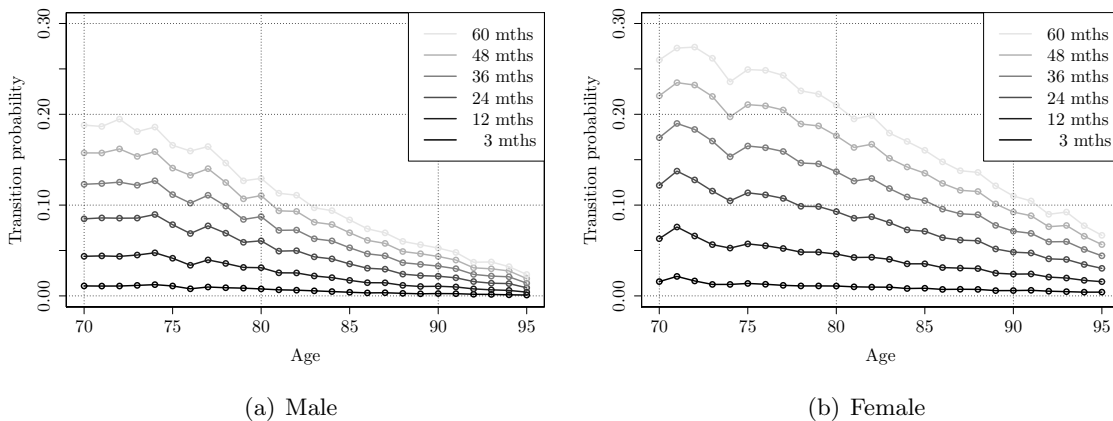 0.30
0.20
0.10
0.00
Transition probability
60 mths
48 mths
36 mths
24 mths
12 mths
3 mths
70 75 80 85 90 95
Age
(a) Male
0.30
0.20
0.10
0.00
Transition probability
60 mths
48 mths
36 mths
24 mths
12 mths
3 mths
70 75 80 85 90 95
Age
(b) Female